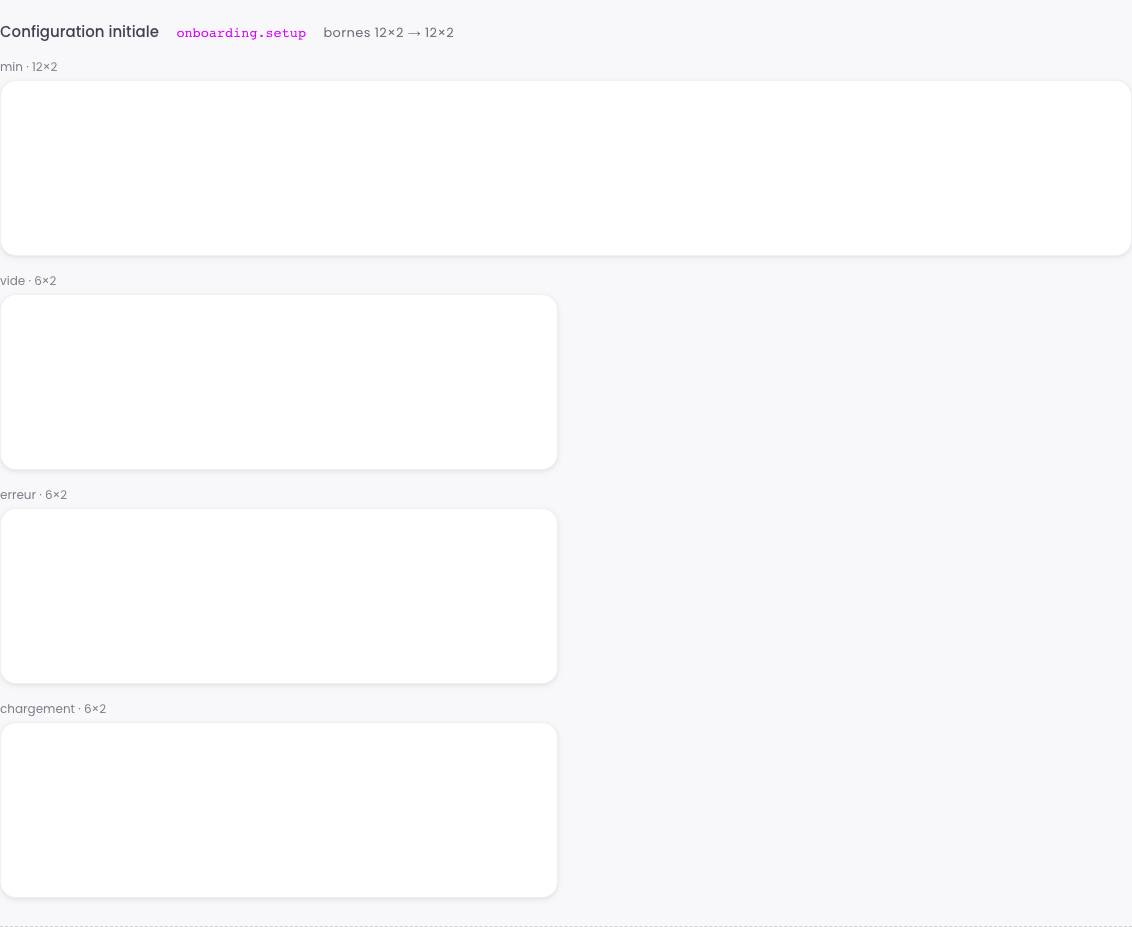 Configuration initiale onboarding.setup bornes 12×2 → 12×2
min · 12×2
vide · 6×2
erreur · 6×2
chargement · 6×2